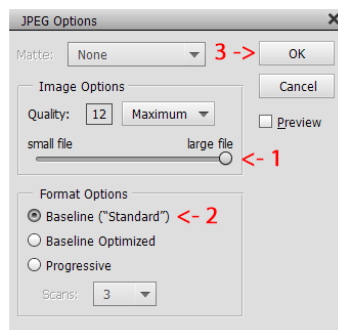 JPEG Options
Matte: None
3 -> OK
Image Options
Cancel
Quality: 12 Maximum
Preview
small file large file
<- 1
Format Options
Baseline ("Standard") <- 2
Baseline Optimized
Progressive
Scans: 3